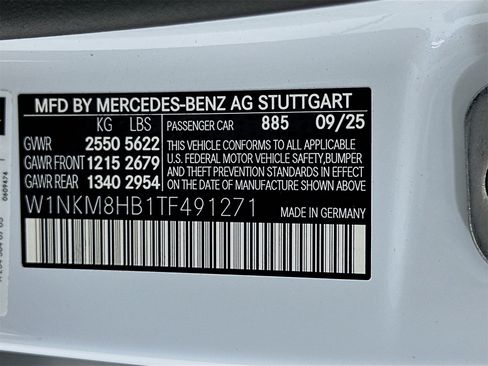 MFD BY MERCEDES-BENZ AG STUTTGART
KG LBS PASSENGER CAR 885 09/25
GVWR 2550 5622
GAWR FRONT 1215 2679
GAWR REAR 1340 2954
THIS VEHICLE CONFORMS TO ALL APPLICABLE
U.S. FEDERAL MOTOR VEHICLE SAFETY,BUMPER
AND THEFT PREVENTION STANDARDS IN EFFECT
ON THE DATE OF MANUFACTURE SHOWN ABOVE.
W1NKM8HB1TF491271 MADE IN GERMANY
0609474